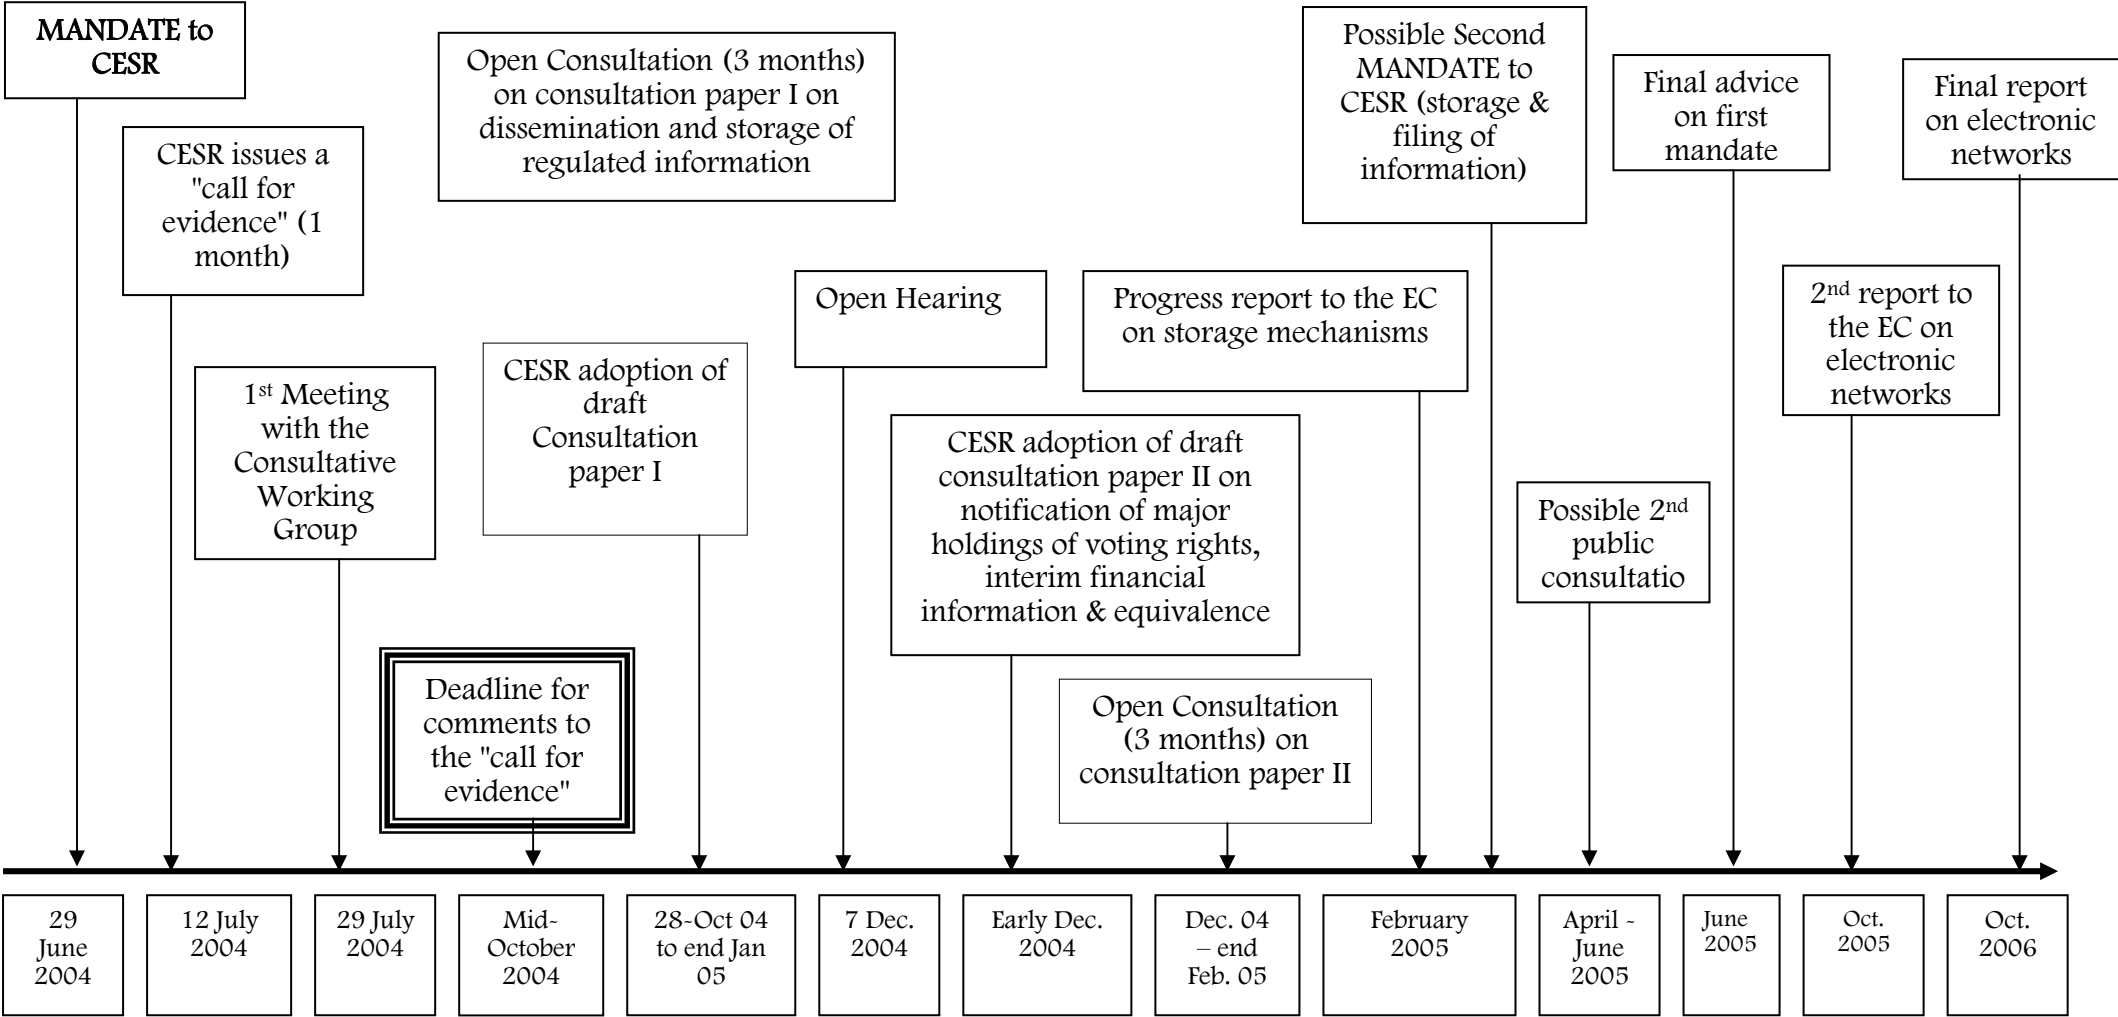 MANDATE to
CESR
CESR issues a
"call for
evidence" (1
month)
1st Meeting
with the
Consultative
Working
Group
Deadline for
comments to
the "call for
evidence"
Open Consultation (3 months)
on consultation paper I on
dissemination and storage of
regulated information
CESR adoption of
draft
Consultation
paper I
Open Hearing
CESR adoption of draft
consultation paper II on
notification of major
holdings of voting rights,
interim financial
information & equivalence
Open Consultation
(3 months) on
consultation paper II
Progress report to the EC
on storage mechanisms
Possible Second
MANDATE to
CESR (storage &
filing of
information)
Possible 2nd
public
consultatio
Final advice
on first
mandate
2nd report to
the EC on
electronic
networks
Final report
on electronic
networks
29
June
2004
12 July
2004
29 July
2004
Mid-
October
2004
28-Oct 04
to end Jan
05
7 Dec.
2004
Early Dec.
2004
Dec. 04
– end
Feb. 05
February
2005
April -
June
2005
June
2005
Oct.
2005
Oct.
2006